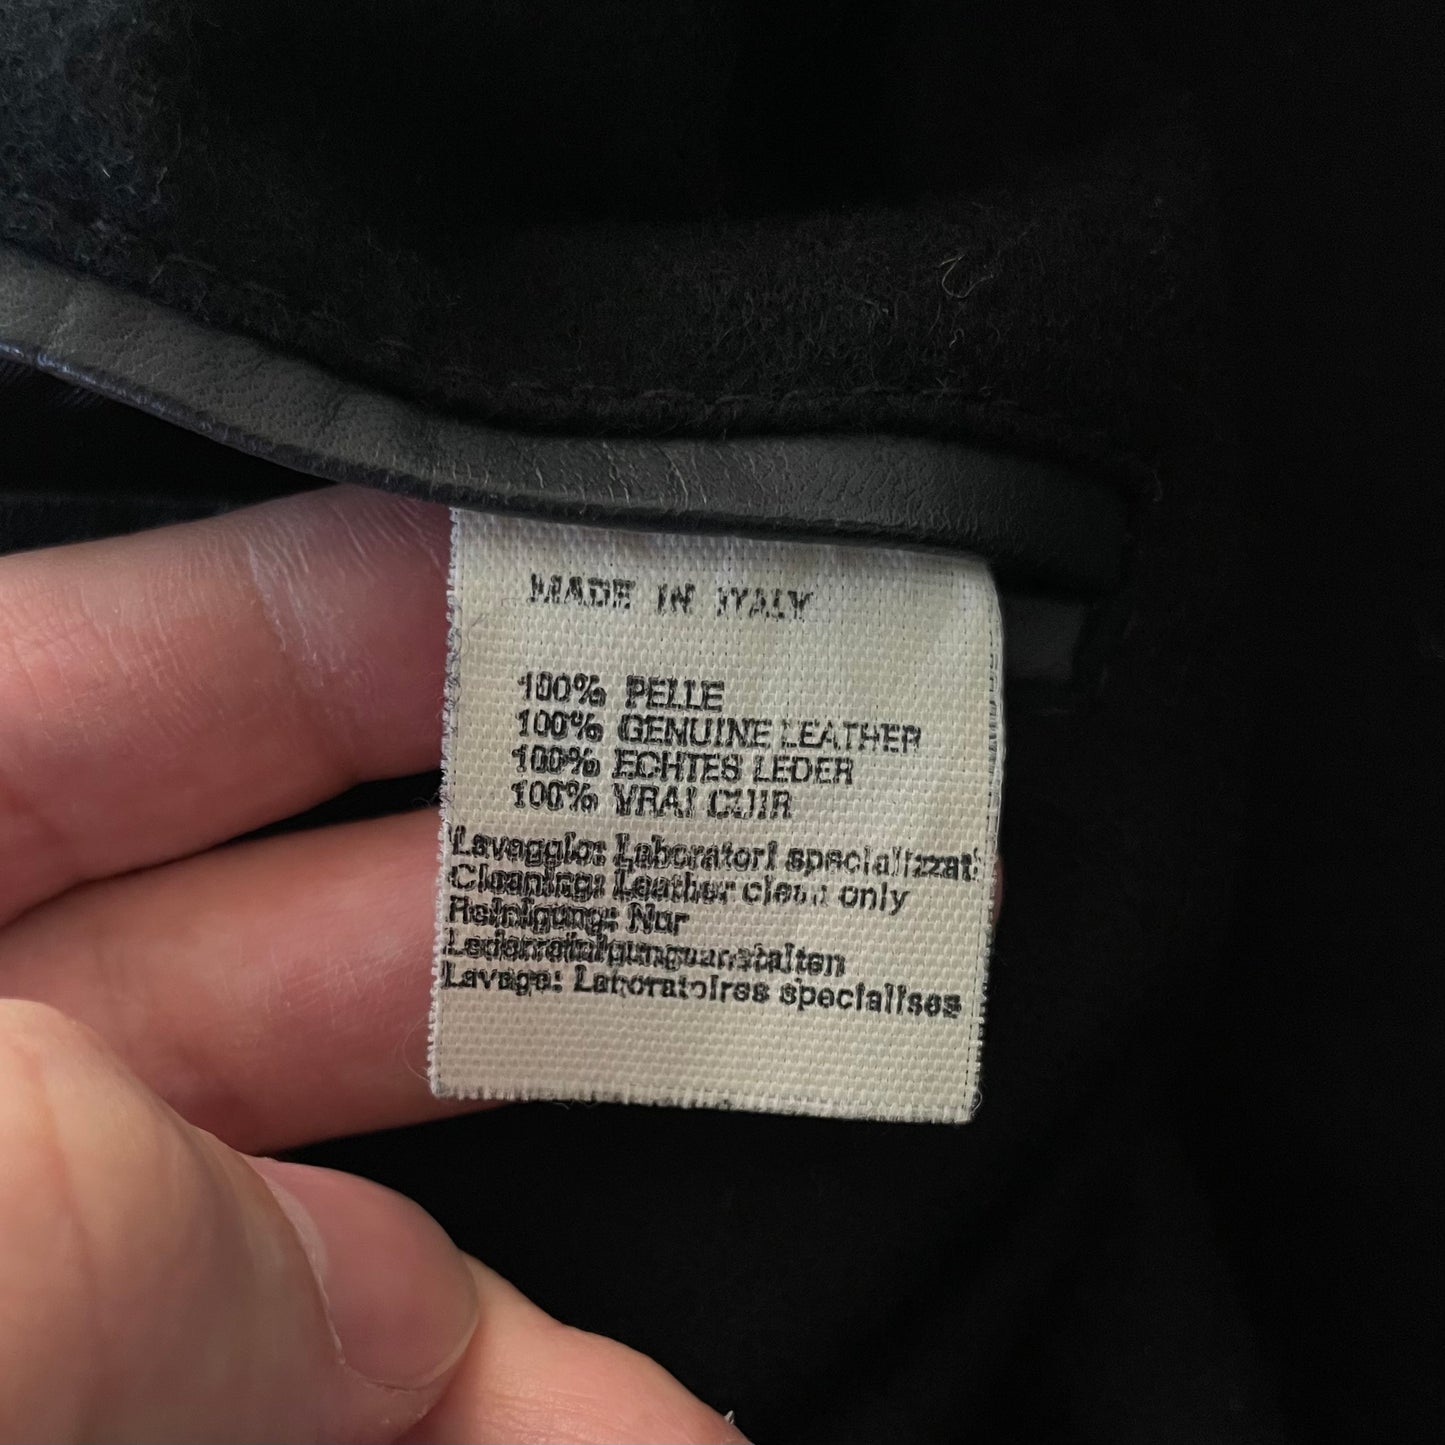 MADE IN ITALY
100% PELLE
100% GENUINE LEATHER
100% ECHTES LEDER
100% VRAI CUIR
Lavaggio: Laboratori specializzati
Cleaning: Leather clean only
Reinigung: Nur
Lederreinigungsanstalten
Lavage: Laboratoires specialises